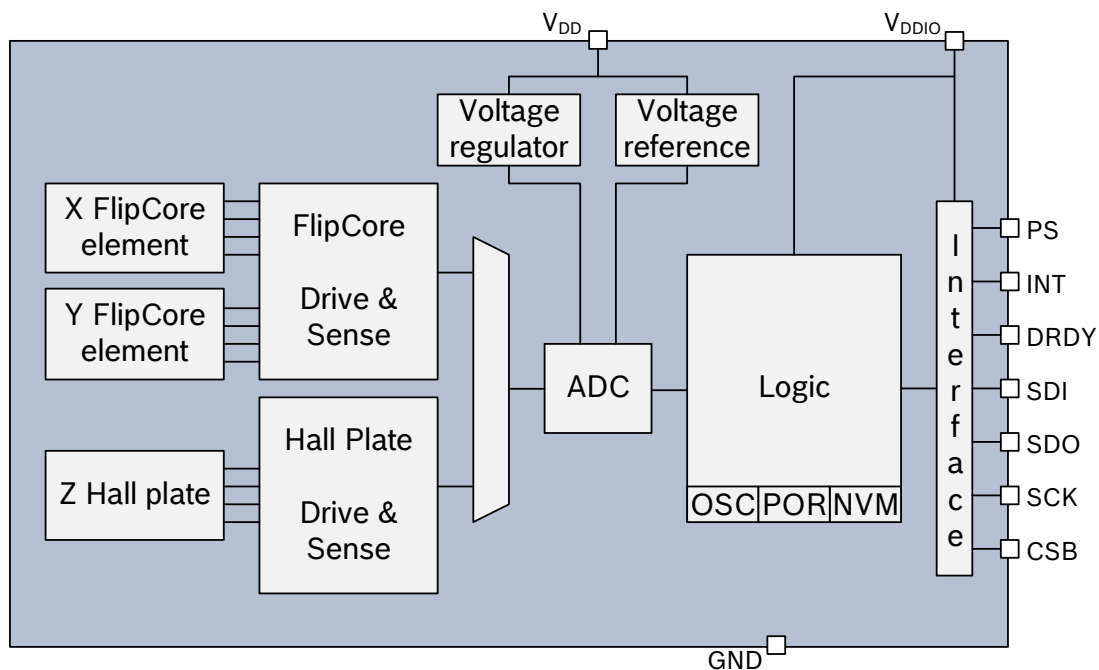 VDD
VDDIO
Voltage
regulator
Voltage
reference
X FlipCore
element
Y FlipCore
element
FlipCore
Drive &
Sense
Z Hall plate
Hall Plate
Drive &
Sense
ADC
Logic
OSC
POR
NVM
Interface
PS
INT
DRDY
SDI
SDO
SCK
CSB
GND